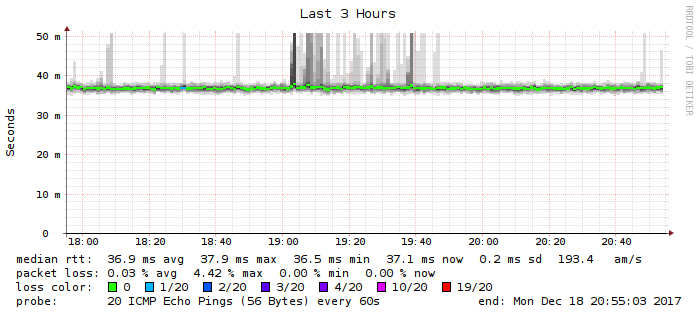 Last 3 Hours
RRDTOOL / TOBI OETIKER
Seconds
50 m
40 m
30 m
20 m
10 m
0
18:00 18:20 18:40 19:00 19:20 19:40 20:00 20:20 20:40
median rtt: 36.9 ms avg 37.9 ms max 36.5 ms min 37.1 ms now 0.2 ms sd 193.4 am/s
packet loss: 0.03 % avg 4.42 % max 0.00 % min 0.00 % now
loss color: 0 1/20 2/20 3/20 4/20 10/20 19/20
probe: 20 ICMP Echo Pings (56 Bytes) every 60s end: Mon Dec 18 20:55:03 2017